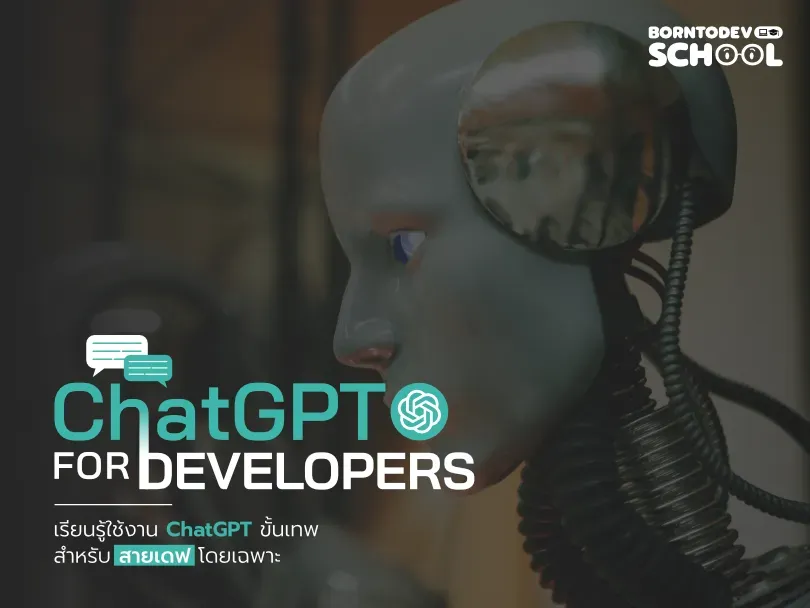 BORNTODEV
SCHOOL
ChatGPT
FOR DEVELOPERS
เรียนรู้ใช้งาน ChatGPT ขั้นเทพ
สำหรับ สายเดฟ โดยเฉพาะ